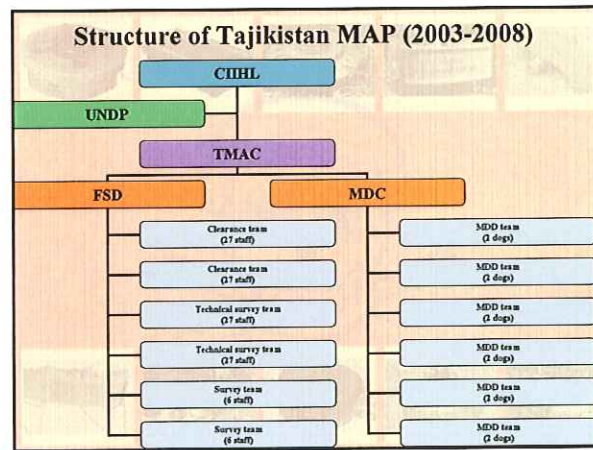 Structure of Tajikistan MAP (2003-2008)
CIIHL
UNDP
TMAC
FSD
MDC
Clearance team
(27 staff)
Clearance team
(27 staff)
Technical survey team
(27 staff)
Technical survey team
(27 staff)
Survey team
(6 staff)
Survey team
(6 staff)
MDD team
(2 dogs)
MDD team
(2 dogs)
MDD team
(2 dogs)
MDD team
(2 dogs)
MDD team
(2 dogs)
MDD team
(2 dogs)